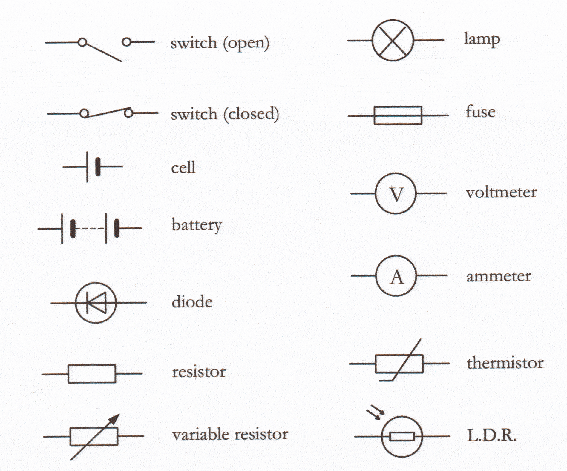 switch (open)
switch (closed)
cell
battery
diode
resistor
variable resistor
lamp
fuse
V
voltmeter
A
ammeter
thermistor
L.D.R.